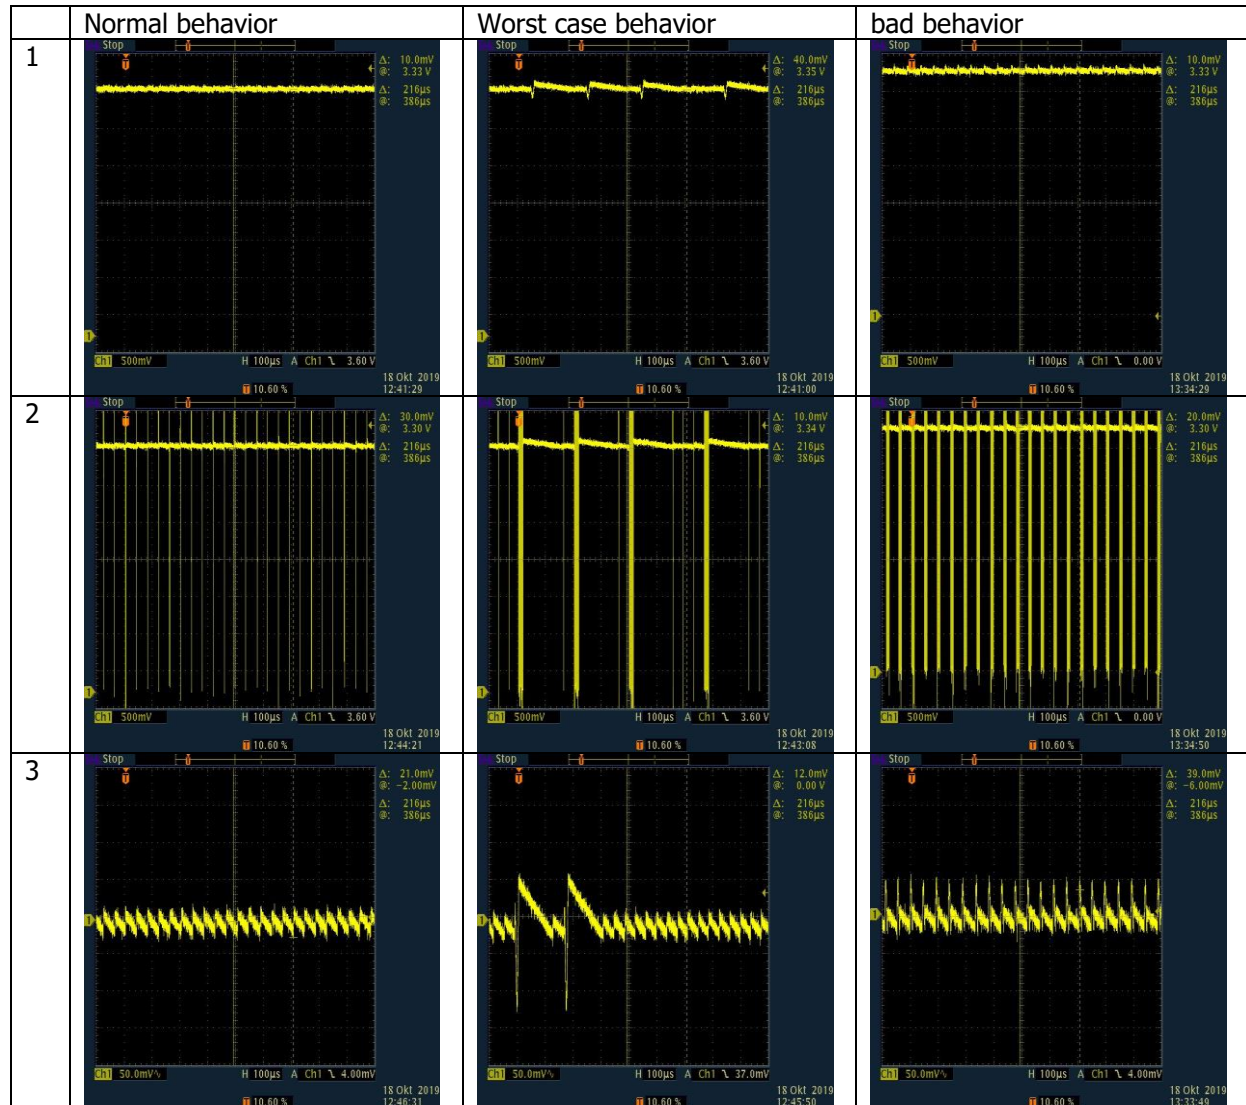 Normal behavior
Worst case behavior
bad behavior
1
Stop
Δ: 10.0mV
@: 3.33 V
Δ: 216µs
@: 386µs
1
Ch1 500mV H 100µs A Ch1 3.60 V
18 Okt 2019
10.60 % 12:41:29
Stop
Δ: 40.0mV
@: 3.35 V
Δ: 216µs
@: 386µs
1
Ch1 500mV H 100µs A Ch1 3.60 V
18 Okt 2019
10.60 % 12:41:00
Stop
Δ: 10.0mV
@: 3.33 V
Δ: 216µs
@: 386µs
1
Ch1 500mV H 100µs A Ch1 0.00 V
18 Okt 2019
10.60 % 13:34:29
2
Stop
Δ: 30.0mV
@: 3.30 V
Δ: 216µs
@: 386µs
1
Ch1 500mV H 100µs A Ch1 3.60 V
18 Okt 2019
10.60 % 12:44:21
Stop
Δ: 10.0mV
@: 3.34 V
Δ: 216µs
@: 386µs
1
Ch1 500mV H 100µs A Ch1 3.60 V
18 Okt 2019
10.60 % 12:43:08
Stop
Δ: 20.0mV
@: 3.30 V
Δ: 216µs
@: 386µs
1
Ch1 500mV H 100µs A Ch1 0.00 V
18 Okt 2019
10.60 % 13:34:50
3
Stop
Δ: 21.0mV
@: -2.00mV
Δ: 216µs
@: 386µs
1
Ch1 50.0mV H 100µs A Ch1 4.00mV
18 Okt 2019
10.60 % 12:46:31
Stop
Δ: 12.0mV
@: 0.00 V
Δ: 216µs
@: 386µs
1
Ch1 50.0mV H 100µs A Ch1 37.0mV
18 Okt 2019
10.60 % 12:45:50
Stop
Δ: 39.0mV
@: -6.00mV
Δ: 216µs
@: 386µs
1
Ch1 50.0mV H 100µs A Ch1 4.00mV
18 Okt 2019
10.60 % 13:33:49